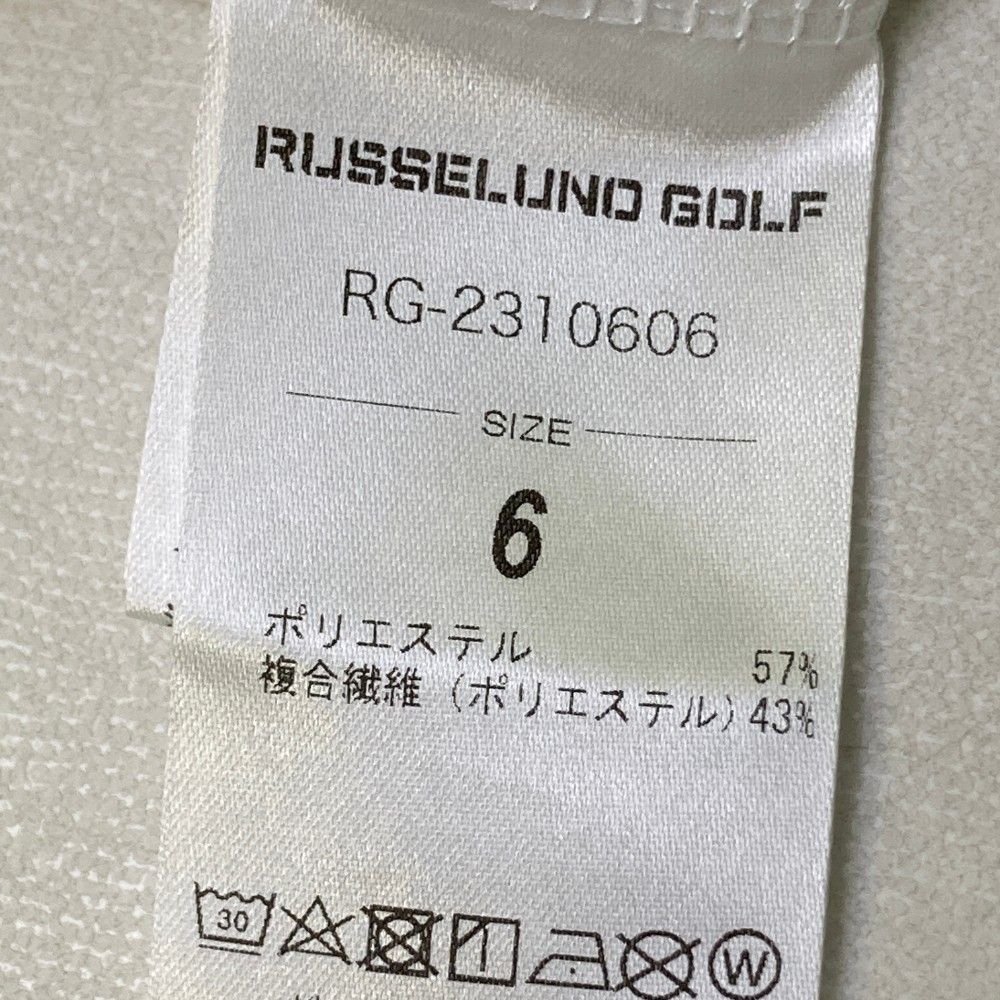 RUSSELUNO GOLF
RG-2310606
SIZE
6
ポリエステル 57%
複合繊維 (ポリエステル) 43%
30
W